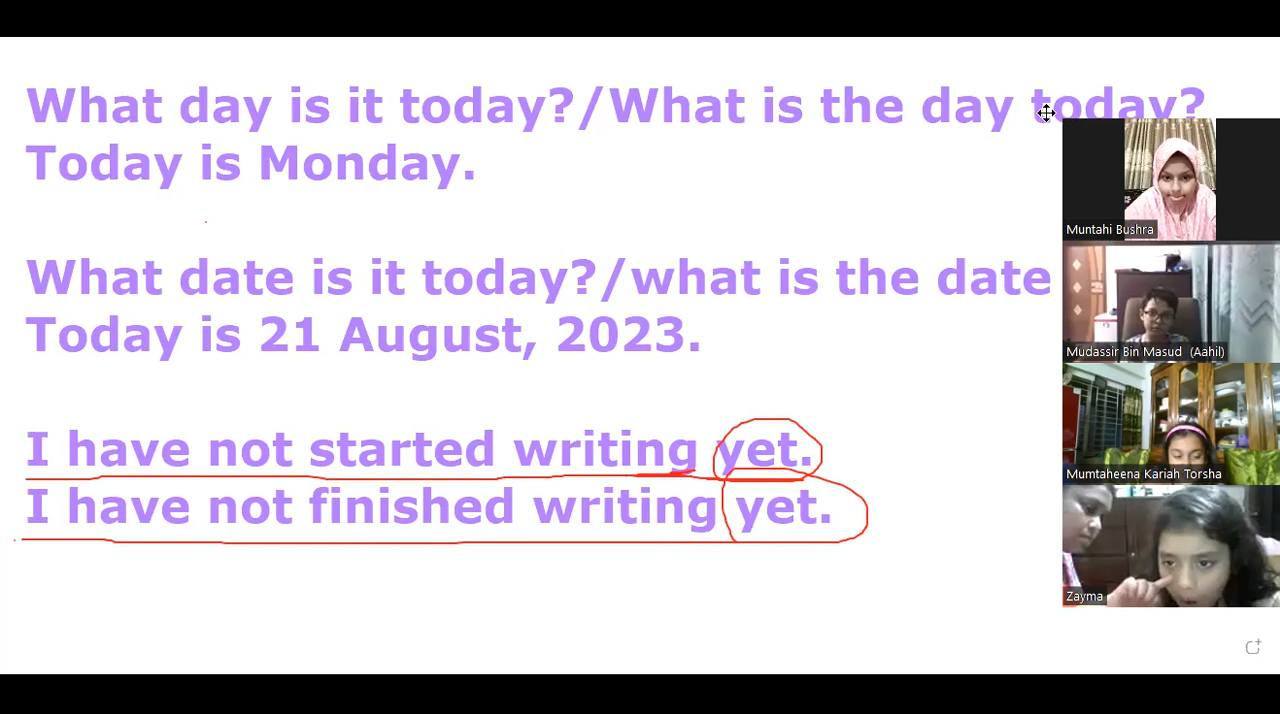 What day is it today?/What is the day today?
Today is Monday.
What date is it today?/what is the date
Today is 21 August, 2023.
I have not started writing yet.
I have not finished writing yet.
Muntahi Bushra
Mudassir Bin Masud (Aahil)
Mumtaheena Kariah Torsha
Zayma